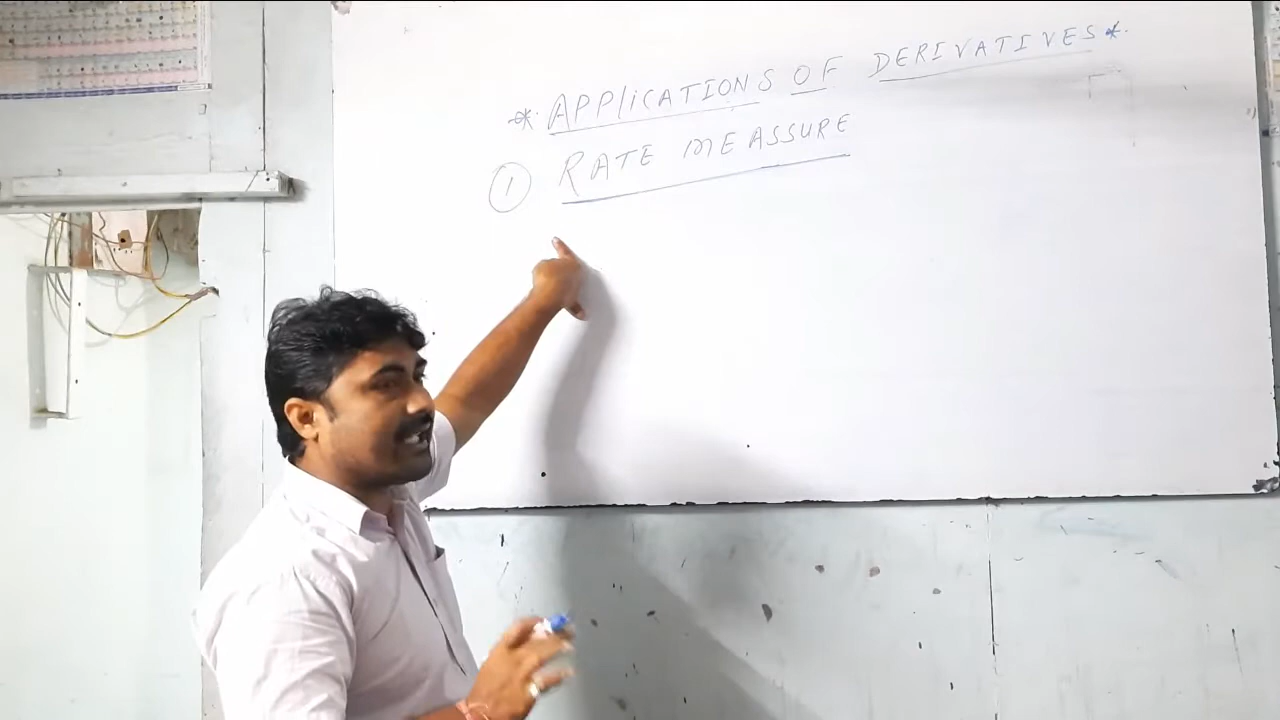 * APPLICATIONS OF DERIVATIVES *
1 RATE MEASSURE